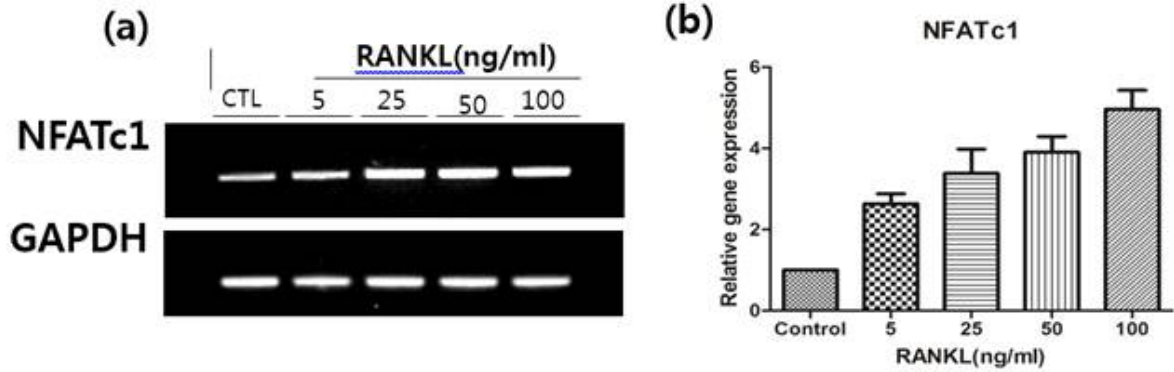 (a)
RANKL(ng/ml)
CTL 5 25 50 100
NFATc1
GAPDH
(b)
NFATc1
Relative gene expression
6
4
2
0
Control 5 25 50 100
RANKL(ng/ml)